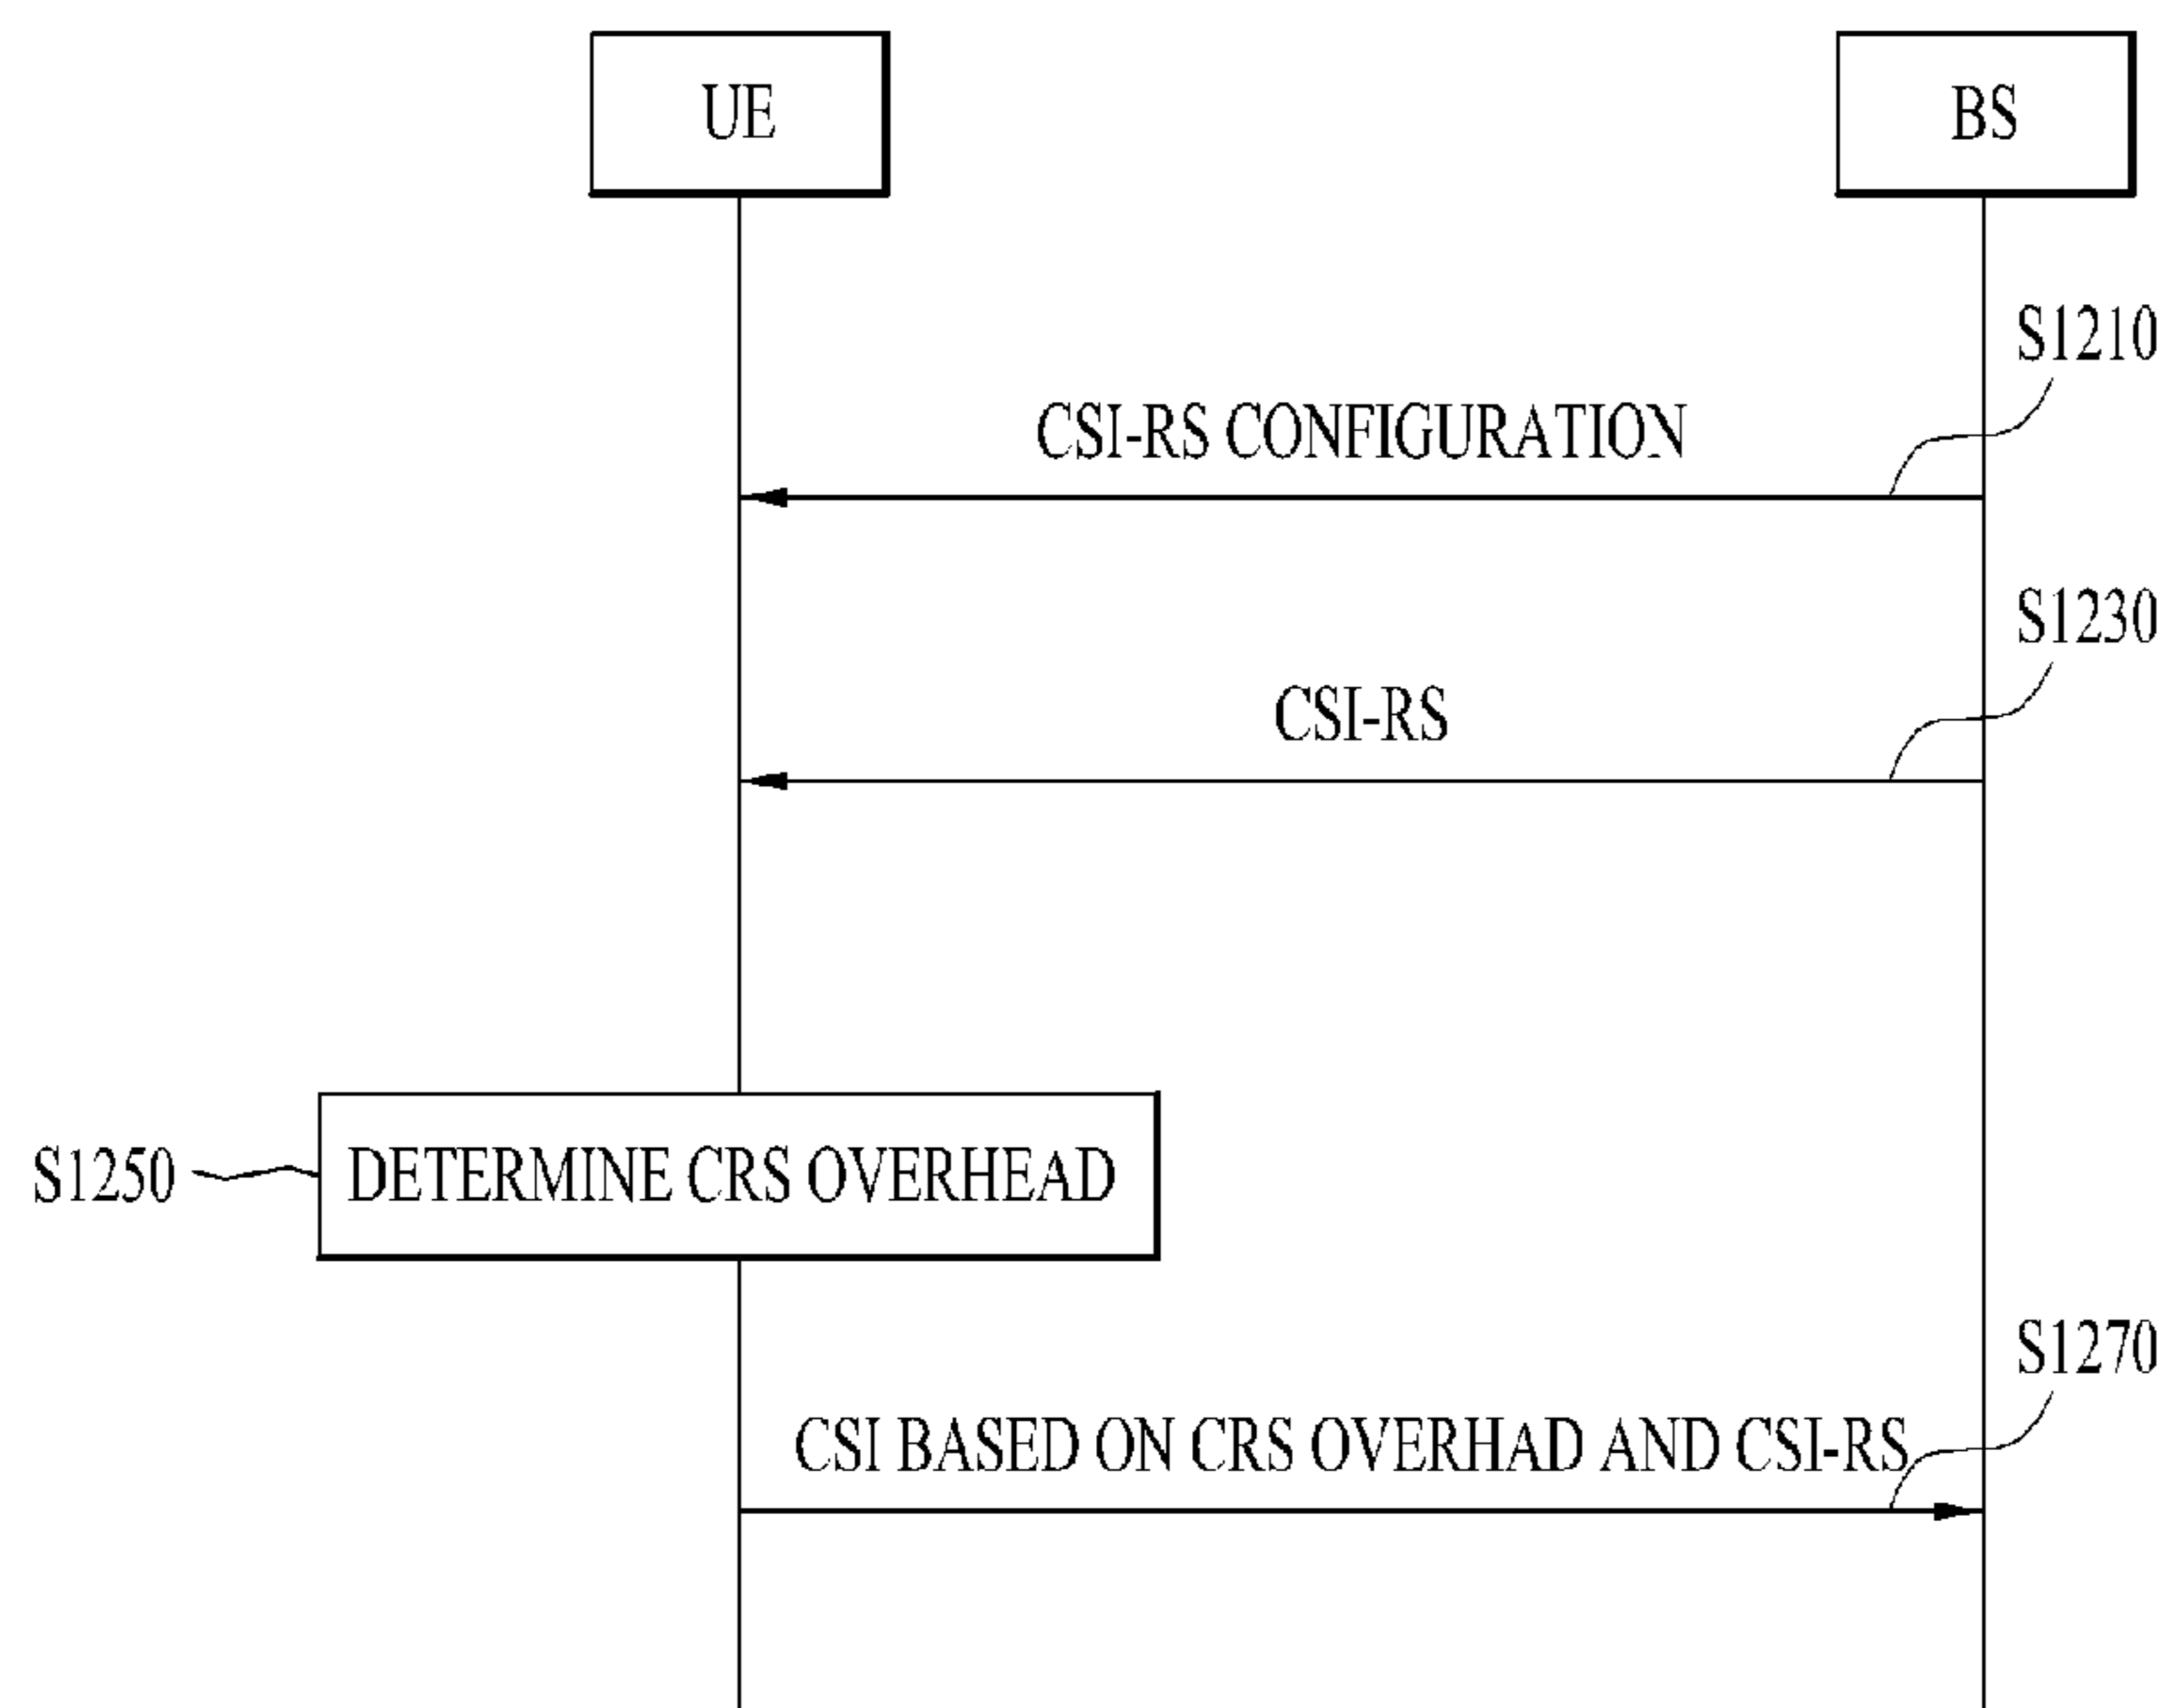 UE
BS
S1210
CSI-RS CONFIGURATION
S1230
CSI-RS
S1250
DETERMINE CRS OVERHEAD
S1270
CSI BASED ON CRS OVERHAD AND CSI-RS